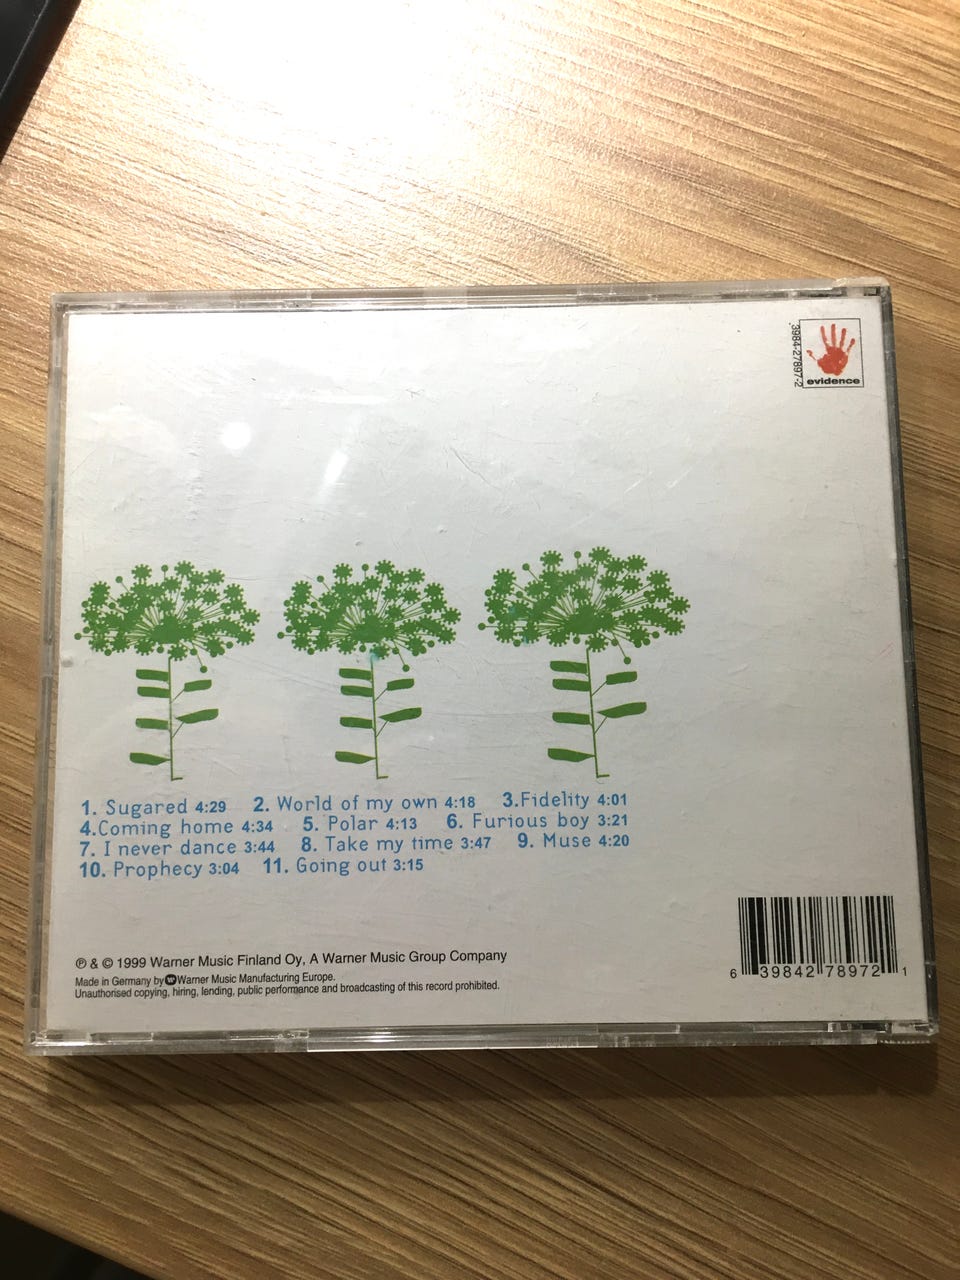 3984-27897-2
evidence
1. Sugared 4:29 2. World of my own 4:18 3.Fidelity 4:01
4.Coming home 4:34 5. Polar 4:13 6. Furious boy 3:21
7. I never dance 3:44 8. Take my time 3:47 9. Muse 4:20
10. Prophecy 3:04 11. Going out 3:15
℗ & © 1999 Warner Music Finland Oy, A Warner Music Group Company
Made in Germany by Warner Music Manufacturing Europe.
Unauthorised copying, hiring, lending, public performance and broadcasting of this record prohibited.
6 39842 78972 1